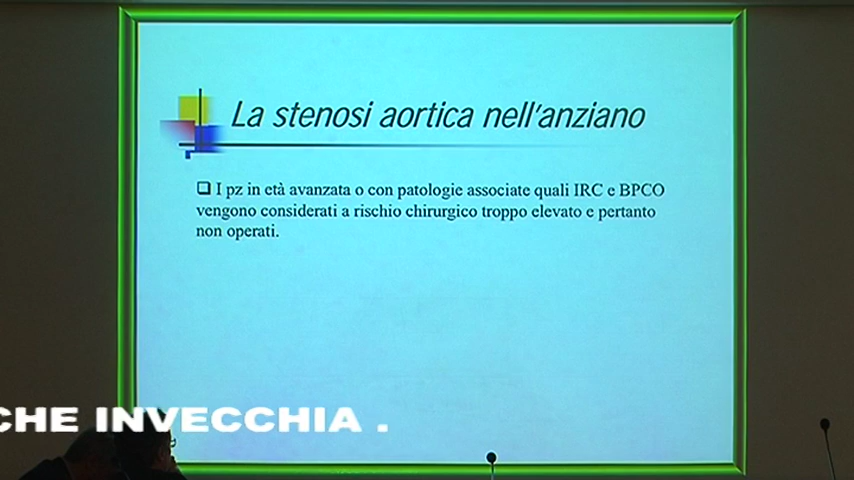 La stenosi aortica nell'anziano
❑ I pz in età avanzata o con patologie associate quali IRC e BPCO
vengono considerati a rischio chirurgico troppo elevato e pertanto
non operati.
CHE INVECCHIA .